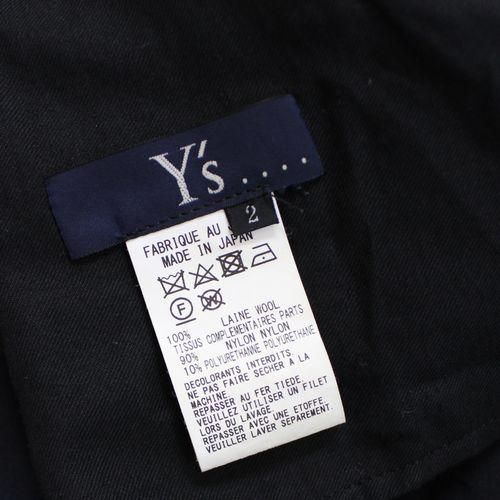 Y's....
2
FABRIQUE AU
MADE IN JAPAN
F
100% LAINE WOOL
TISSUS COMPLEMENTAIRES PARTS
90% NYLON NYLON
10% POLYURETHANNE POLYURETHANE
DECOLORANTS INTERDITS.
NE PAS FAIRE SECHER À LA
MACHINE.
REPASSER AU FER TIEDE.
VEUILLEZ UTILISER UN FILET
LORS DU LAVAGE.
REPASSER AVEC UNE ETOFFE.
VEUILLER LAVER SEPAREMENT.